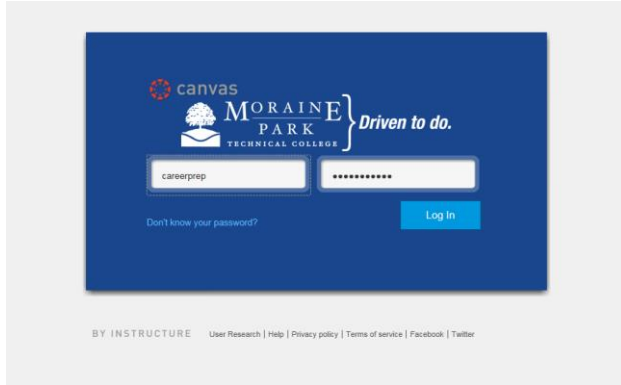 canvas
MORAINE
PARK
TECHNICAL COLLEGE
Driven to do.
careerprep
•••••••••••
Don't know your password?
Log In
BY INSTRUCTURE User Research | Help | Privacy policy | Terms of service | Facebook | Twitter